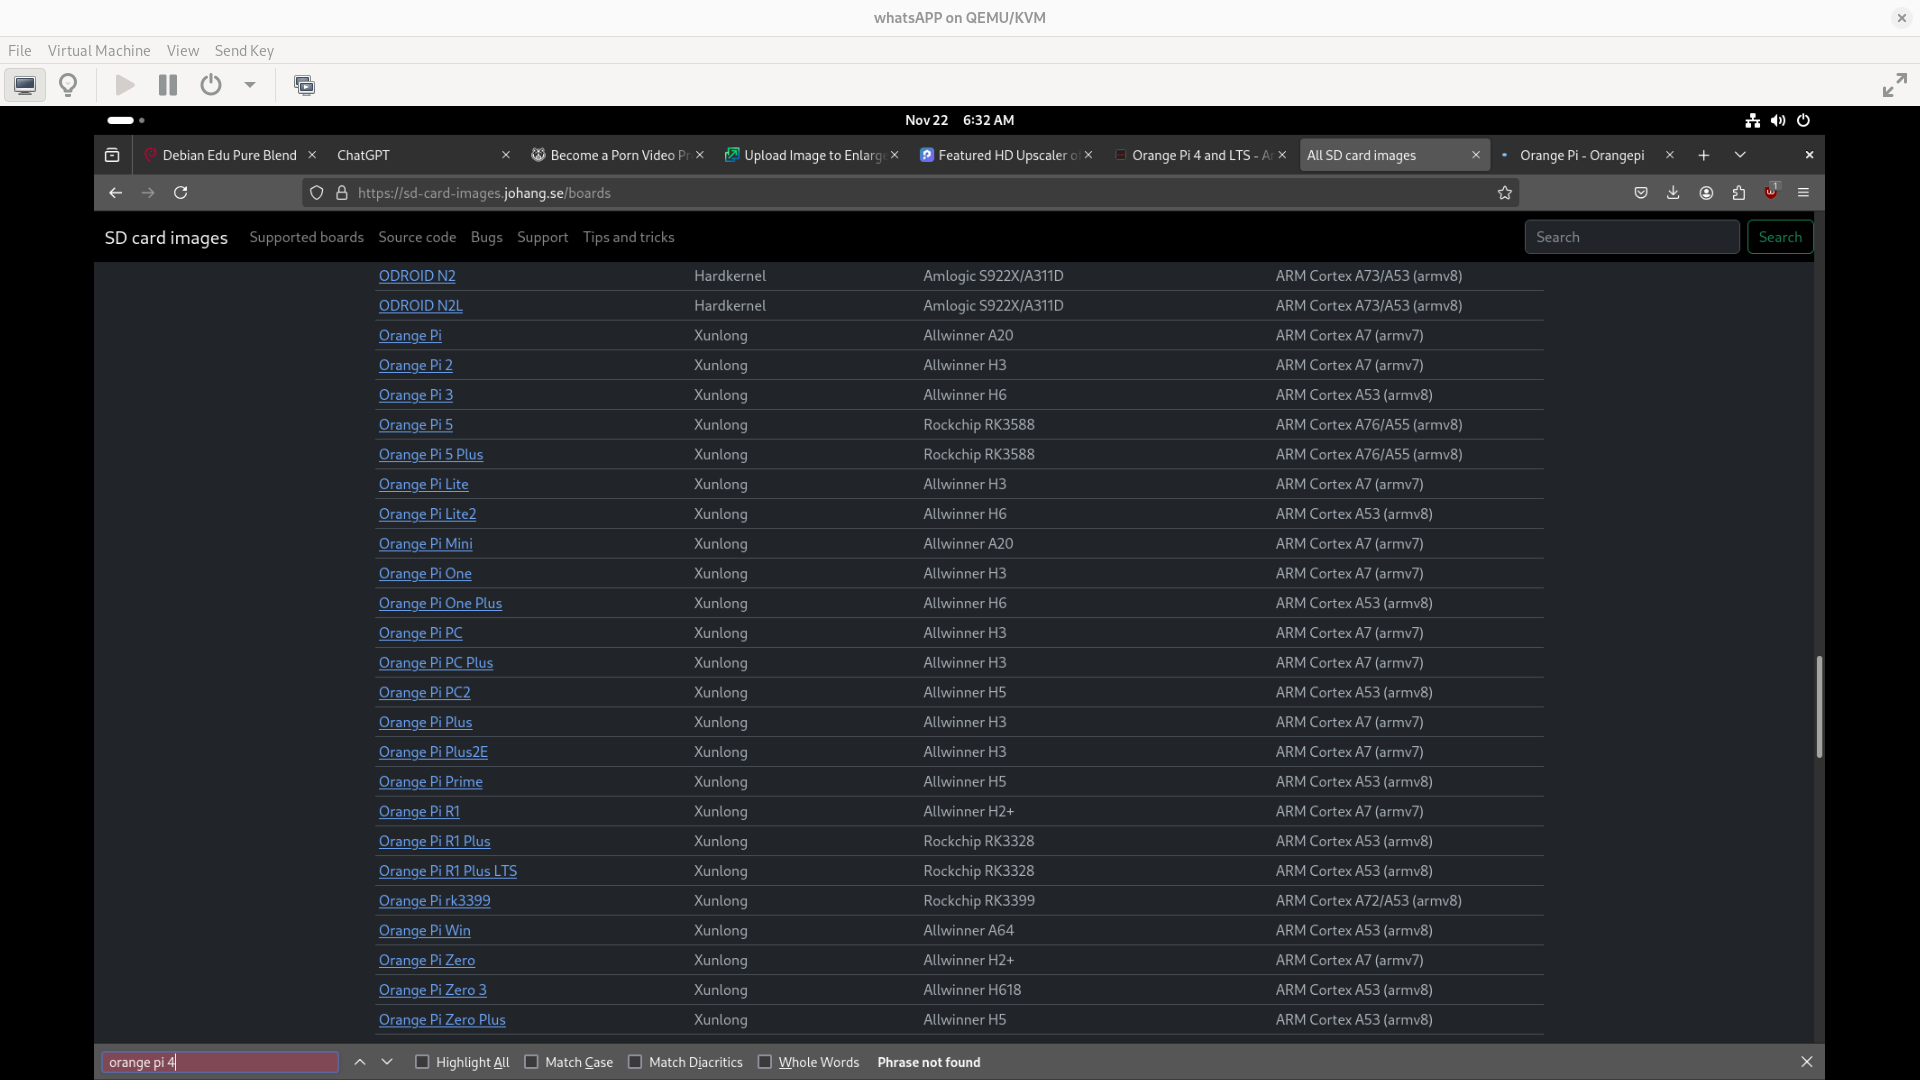 whatsAPP on QEMU/KVM
File Virtual Machine View Send Key
Nov 22 6:32 AM
Debian Edu Pure Blend ChatGPT Become a Porn Video Pr Upload Image to Enlarge Featured HD Upscaler o Orange Pi 4 and LTS - Ar All SD card images Orange Pi - Orangepi
https://sd-card-images.johang.se/boards 1
SD card images Supported boards Source code Bugs Support Tips and tricks Search Search
ODROID N2 Hardkernel Amlogic S922X/A311D ARM Cortex A73/A53 (armv8)
ODROID N2L Hardkernel Amlogic S922X/A311D ARM Cortex A73/A53 (armv8)
Orange Pi Xunlong Allwinner A20 ARM Cortex A7 (armv7)
Orange Pi 2 Xunlong Allwinner H3 ARM Cortex A7 (armv7)
Orange Pi 3 Xunlong Allwinner H6 ARM Cortex A53 (armv8)
Orange Pi 5 Xunlong Rockchip RK3588 ARM Cortex A76/A55 (armv8)
Orange Pi 5 Plus Xunlong Rockchip RK3588 ARM Cortex A76/A55 (armv8)
Orange Pi Lite Xunlong Allwinner H3 ARM Cortex A7 (armv7)
Orange Pi Lite2 Xunlong Allwinner H6 ARM Cortex A53 (armv8)
Orange Pi Mini Xunlong Allwinner A20 ARM Cortex A7 (armv7)
Orange Pi One Xunlong Allwinner H3 ARM Cortex A7 (armv7)
Orange Pi One Plus Xunlong Allwinner H6 ARM Cortex A53 (armv8)
Orange Pi PC Xunlong Allwinner H3 ARM Cortex A7 (armv7)
Orange Pi PC Plus Xunlong Allwinner H3 ARM Cortex A7 (armv7)
Orange Pi PC2 Xunlong Allwinner H5 ARM Cortex A53 (armv8)
Orange Pi Plus Xunlong Allwinner H3 ARM Cortex A7 (armv7)
Orange Pi Plus2E Xunlong Allwinner H3 ARM Cortex A7 (armv7)
Orange Pi Prime Xunlong Allwinner H5 ARM Cortex A53 (armv8)
Orange Pi R1 Xunlong Allwinner H2+ ARM Cortex A7 (armv7)
Orange Pi R1 Plus Xunlong Rockchip RK3328 ARM Cortex A53 (armv8)
Orange Pi R1 Plus LTS Xunlong Rockchip RK3328 ARM Cortex A53 (armv8)
Orange Pi rk3399 Xunlong Rockchip RK3399 ARM Cortex A72/A53 (armv8)
Orange Pi Win Xunlong Allwinner A64 ARM Cortex A53 (armv8)
Orange Pi Zero Xunlong Allwinner H2+ ARM Cortex A7 (armv7)
Orange Pi Zero 3 Xunlong Allwinner H618 ARM Cortex A53 (armv8)
Orange Pi Zero Plus Xunlong Allwinner H5 ARM Cortex A53 (armv8)
orange pi 4 Highlight All Match Case Match Diacritics Whole Words Phrase not found